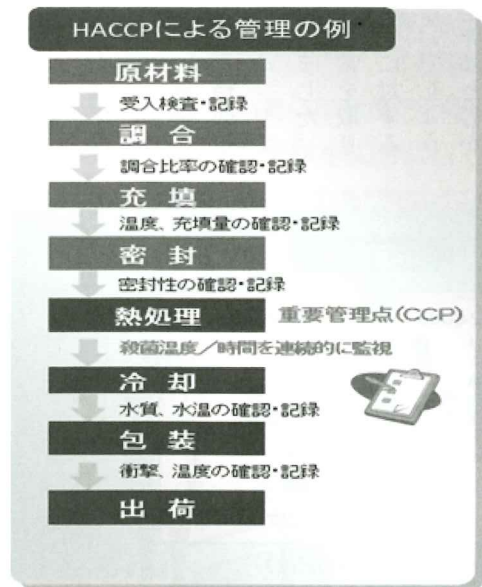 HACCPによる管理の例
原材料
受入検査・記録
調合
調合比率の確認・記録
充填
温度、充填量の確認・記録
密封
密封性の確認・記録
熱処理 重要管理点(CCP)
殺菌温度/時間を連続的に監視
冷却
水質、水温の確認・記録
包装
衝撃、温度の確認・記録
出荷